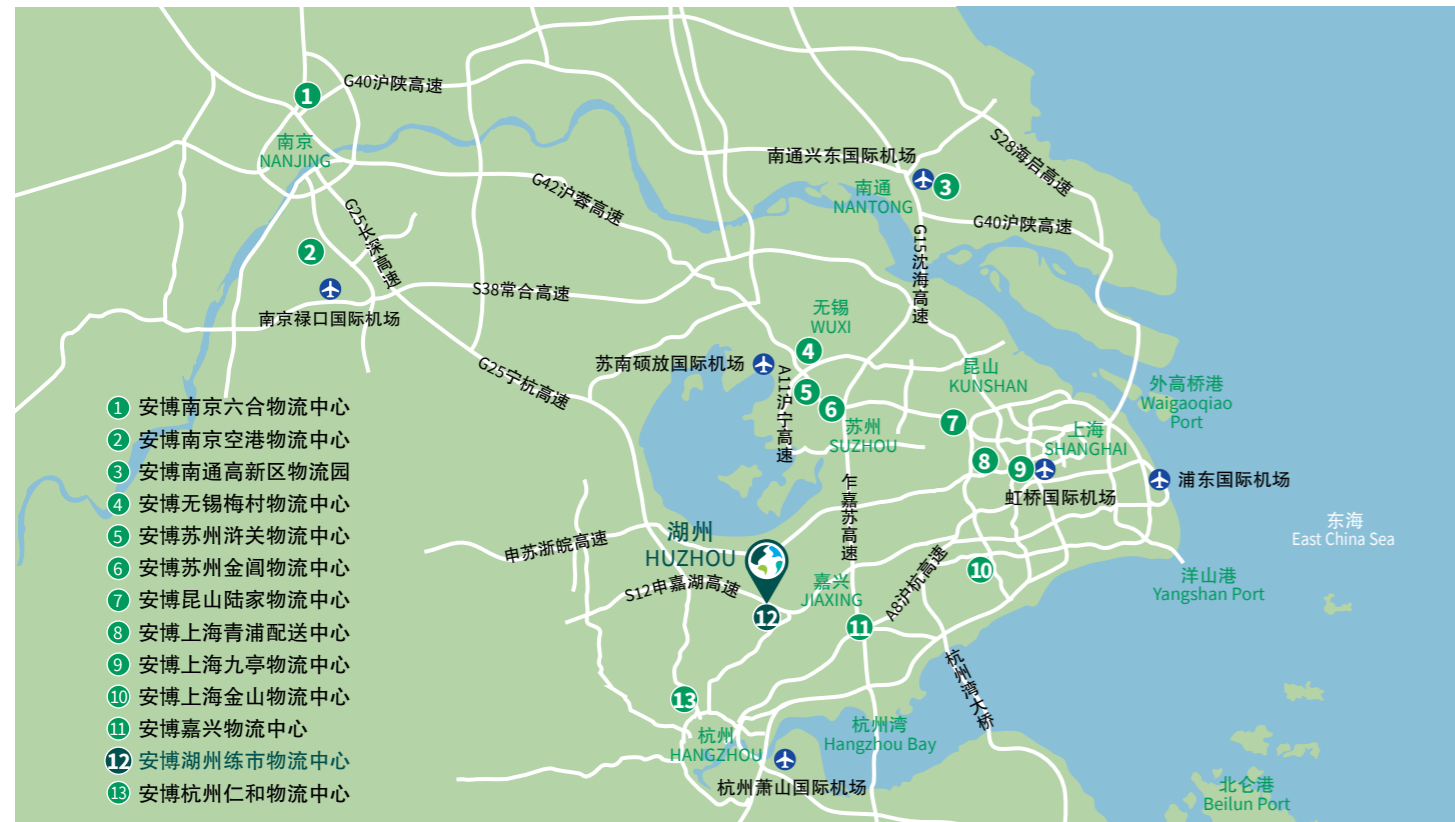 G40沪陕高速
1
南京
NANJING
G42沪蓉高速
G25长深高速
2
南京禄口国际机场
S38常合高速
南通兴东国际机场
3
南通
NANTONG
S28海启高速
G40沪陕高速
G15沈海高速
无锡
WUXI
4
苏南硕放国际机场
A11沪宁高速
5
6
苏州
SUZHOU
昆山
KUNSHAN
7
外高桥港
Waigaoqiao
Port
上海
SHANGHAI
8
9
虹桥国际机场
浦东国际机场
G25宁杭高速
乍嘉苏高速
东海
East China Sea
湖州
HUZHOU
申苏浙皖高速
S12申嘉湖高速
12
嘉兴
JIAXING
A8沪杭高速
10
洋山港
Yangshan Port
11
杭州湾大桥
13
杭州
HANGZHOU
杭州湾
Hangzhou Bay
杭州萧山国际机场
北仑港
Beilun Port
1 安博南京六合物流中心
2 安博南京空港物流中心
3 安博南通高新区物流园
4 安博无锡梅村物流中心
5 安博苏州浒关物流中心
6 安博苏州金阊物流中心
7 安博昆山陆家物流中心
8 安博上海青浦配送中心
9 安博上海九亭物流中心
10 安博上海金山物流中心
11 安博嘉兴物流中心
12 安博湖州练市物流中心
13 安博杭州仁和物流中心